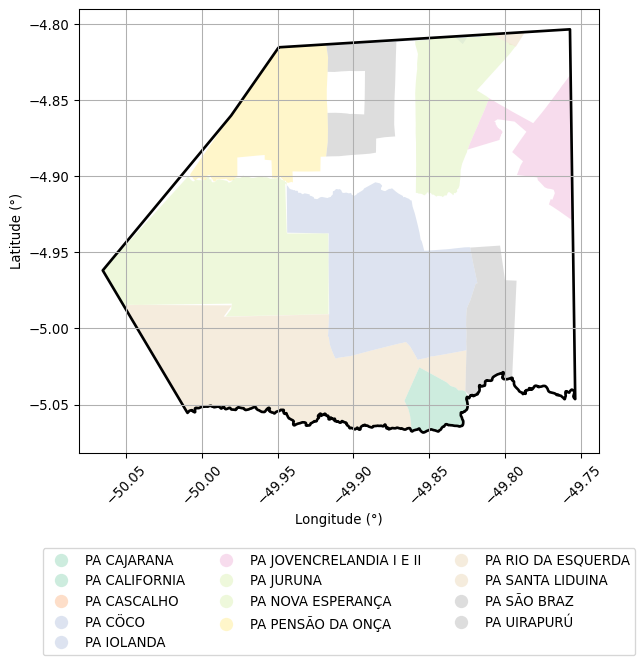 −4.80
−4.85
−4.90
−4.95
−5.00
−5.05
Latitude (°)
−50.05
−50.00
−49.95
−49.90
−49.85
−49.80
−49.75
Longitude (°)
PA CAJARANA
PA CALIFORNIA
PA CASCALHO
PA CÖCO
PA IOLANDA
PA JOVENCRELANDIA I E II
PA JURUNA
PA NOVA ESPERANÇA
PA PENSÃO DA ONÇA
PA RIO DA ESQUERDA
PA SANTA LIDUINA
PA SÃO BRAZ
PA UIRAPURÚ